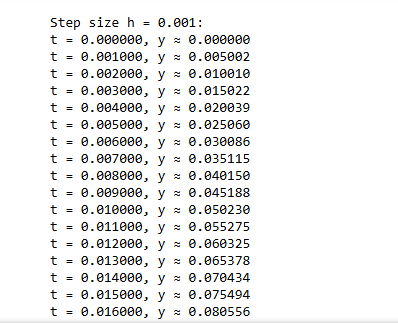 Step size h = 0.001:
t = 0.000000, y ≈ 0.000000
t = 0.001000, y ≈ 0.005002
t = 0.002000, y ≈ 0.010010
t = 0.003000, y ≈ 0.015022
t = 0.004000, y ≈ 0.020039
t = 0.005000, y ≈ 0.025060
t = 0.006000, y ≈ 0.030086
t = 0.007000, y ≈ 0.035115
t = 0.008000, y ≈ 0.040150
t = 0.009000, y ≈ 0.045188
t = 0.010000, y ≈ 0.050230
t = 0.011000, y ≈ 0.055275
t = 0.012000, y ≈ 0.060325
t = 0.013000, y ≈ 0.065378
t = 0.014000, y ≈ 0.070434
t = 0.015000, y ≈ 0.075494
t = 0.016000, y ≈ 0.080556